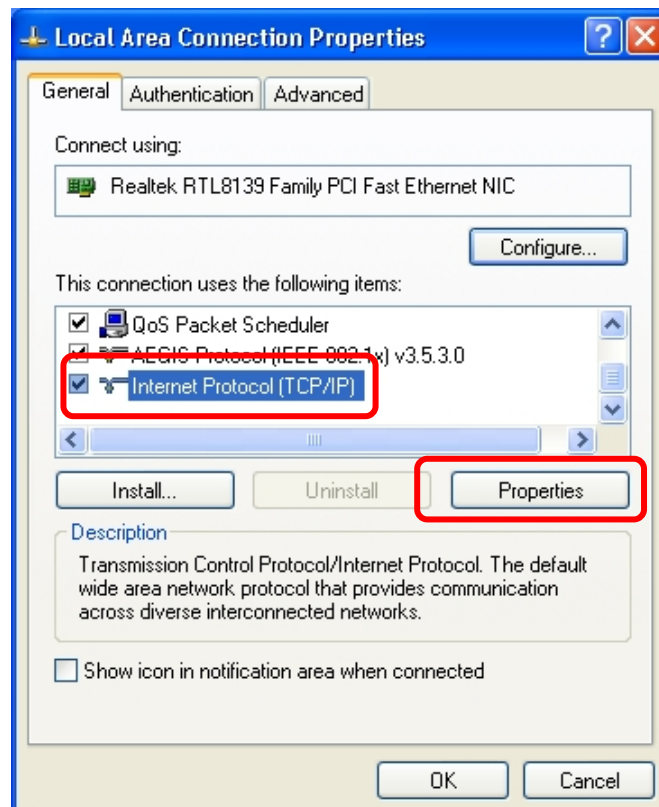 Local Area Connection Properties
General Authentication Advanced
Connect using:
Realtek RTL8139 Family PCI Fast Ethernet NIC
Configure...
This connection uses the following items:
QoS Packet Scheduler
AEGIS Protocol (IEEE 802.1x) v3.5.3.0
Internet Protocol (TCP/IP)
Install... Uninstall Properties
Description
Transmission Control Protocol/Internet Protocol. The default
wide area network protocol that provides communication
across diverse interconnected networks.
Show icon in notification area when connected
OK Cancel